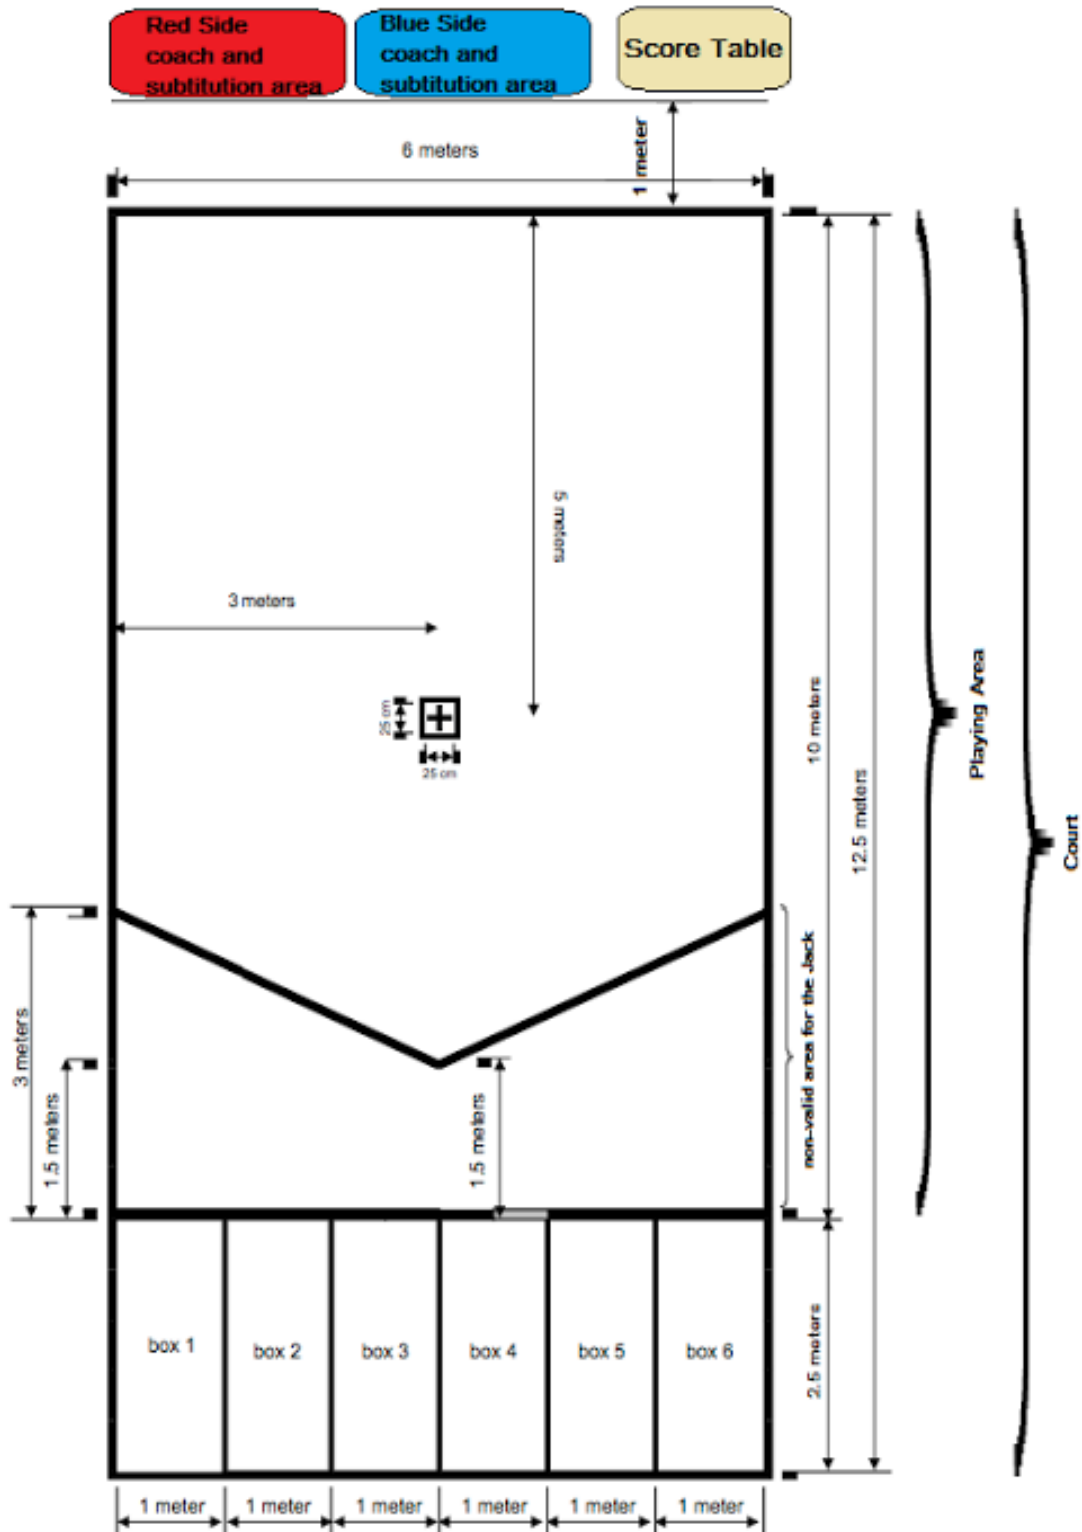 Red Side
coach and
subtitution area
Blue Side
coach and
subtitution area
Score Table
6 meters
1 meter
5 meters
3 meters
25 cm
25 cm
10 meters
12.5 meters
Playing Area
Court
3 meters
1.5 meters
1.5 meters
non-valid area for the Jack
box 1
box 2
box 3
box 4
box 5
box 6
2.5 meters
1 meter
1 meter
1 meter
1 meter
1 meter
1 meter